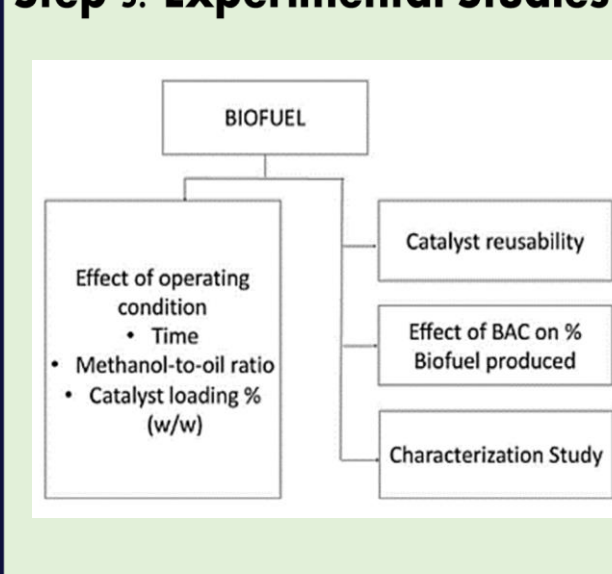 Step 3: Experimental Studies
BIOFUEL
Effect of operating
condition
• Time
• Methanol-to-oil ratio
• Catalyst loading %
(w/w)
Catalyst reusability
Effect of BAC on %
Biofuel produced
Characterization Study